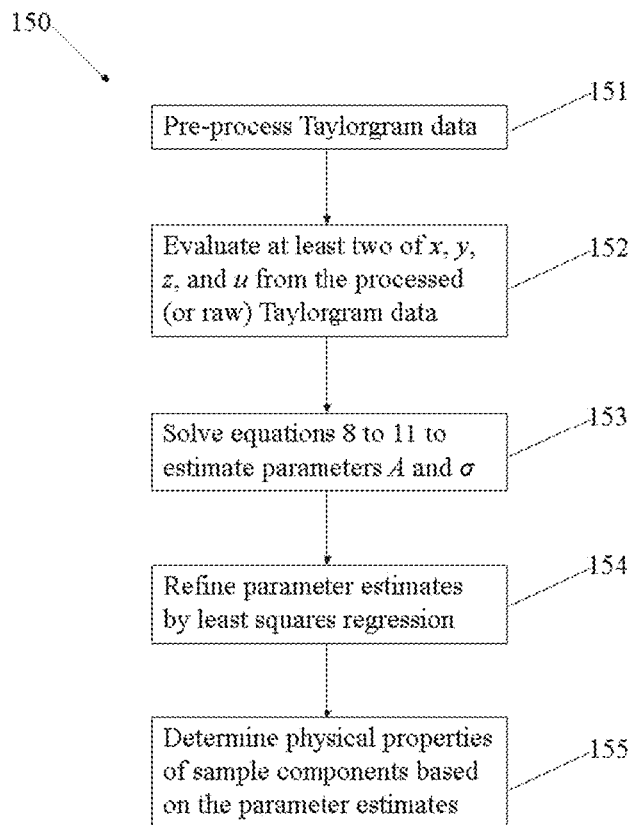 150
151
Pre-process Taylorgram data
152
Evaluate at least two of x, y,
z, and u from the processed
(or raw) Taylorgram data
153
Solve equations 8 to 11 to
estimate parameters A and σ
154
Refine parameter estimates
by least squares regression
155
Determine physical properties
of sample components based
on the parameter estimates